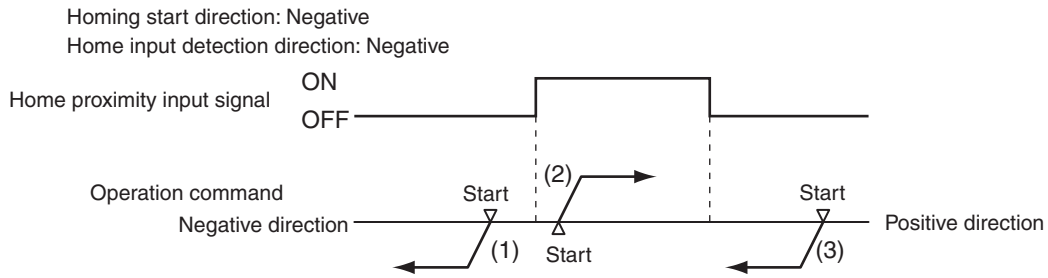 Homing start direction: Negative
Home input detection direction: Negative
ON
Home proximity input signal
OFF
(2)
Operation command
Start
Start
Negative direction
Positive direction
(1)
Start
(3)